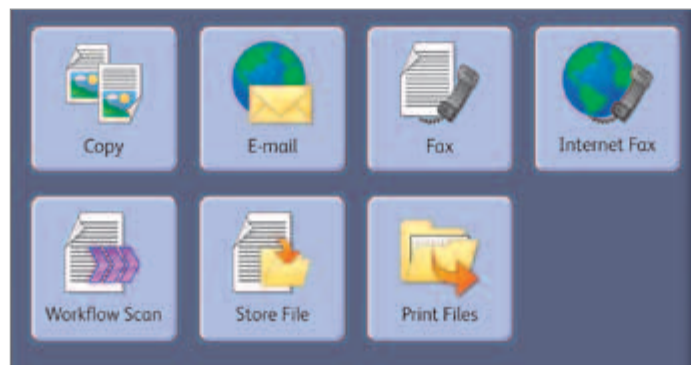 Copy
E-mail
Fax
Internet Fax
Workflow Scan
Store File
Print Files